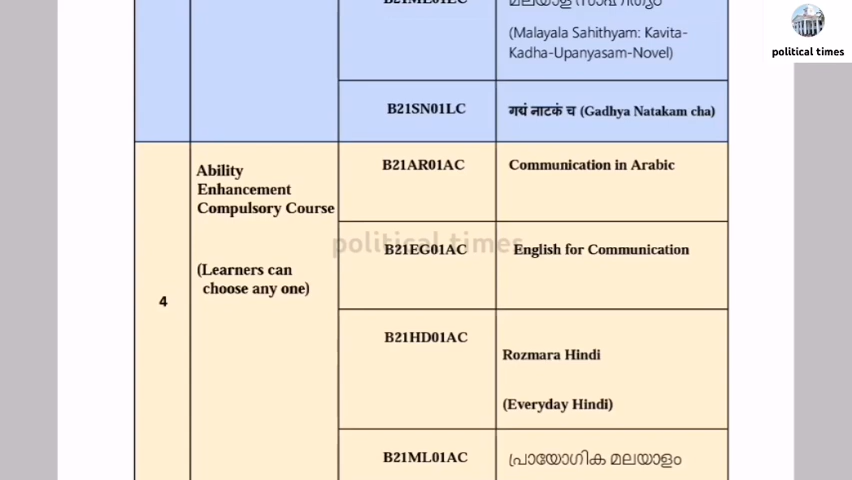 B21ML01LC
മലയാള സാഹിത്യം
(Malayala Sahithyam: Kavita-
Kadha-Upanyasam-Novel)
political times
B21SN01LC
गद्यं नाटकं च (Gadhya Natakam cha)
4
Ability
Enhancement
Compulsory Course
(Learners can
choose any one)
B21AR01AC
Communication in Arabic
political times
B21EG01AC
English for Communication
B21HD01AC
Rozmara Hindi
(Everyday Hindi)
B21ML01AC
പ്രായോഗിക മലയാളം